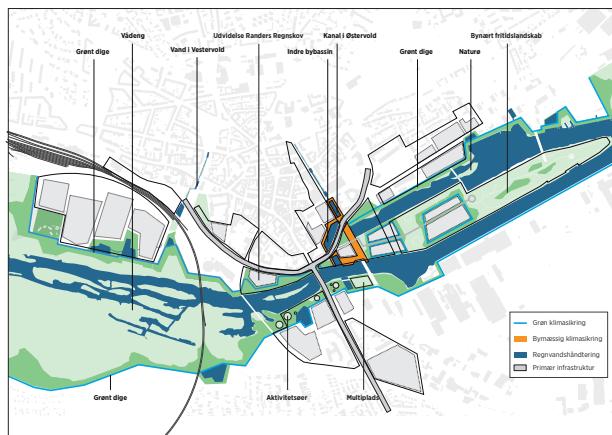 Vådeng
Udvidelse Randers Regnskov
Kanal i Østervold
Bynært fritidslandskab
Grønt dige
Vand i Vestervold
Indre bybassin
Grønt dige
Naturø
Grøn klimasikring
Bymæssig klimasikring
Regnvandshåndtering
Primær infrastruktur
Grønt dige
Aktivitetsøer
Multiplads